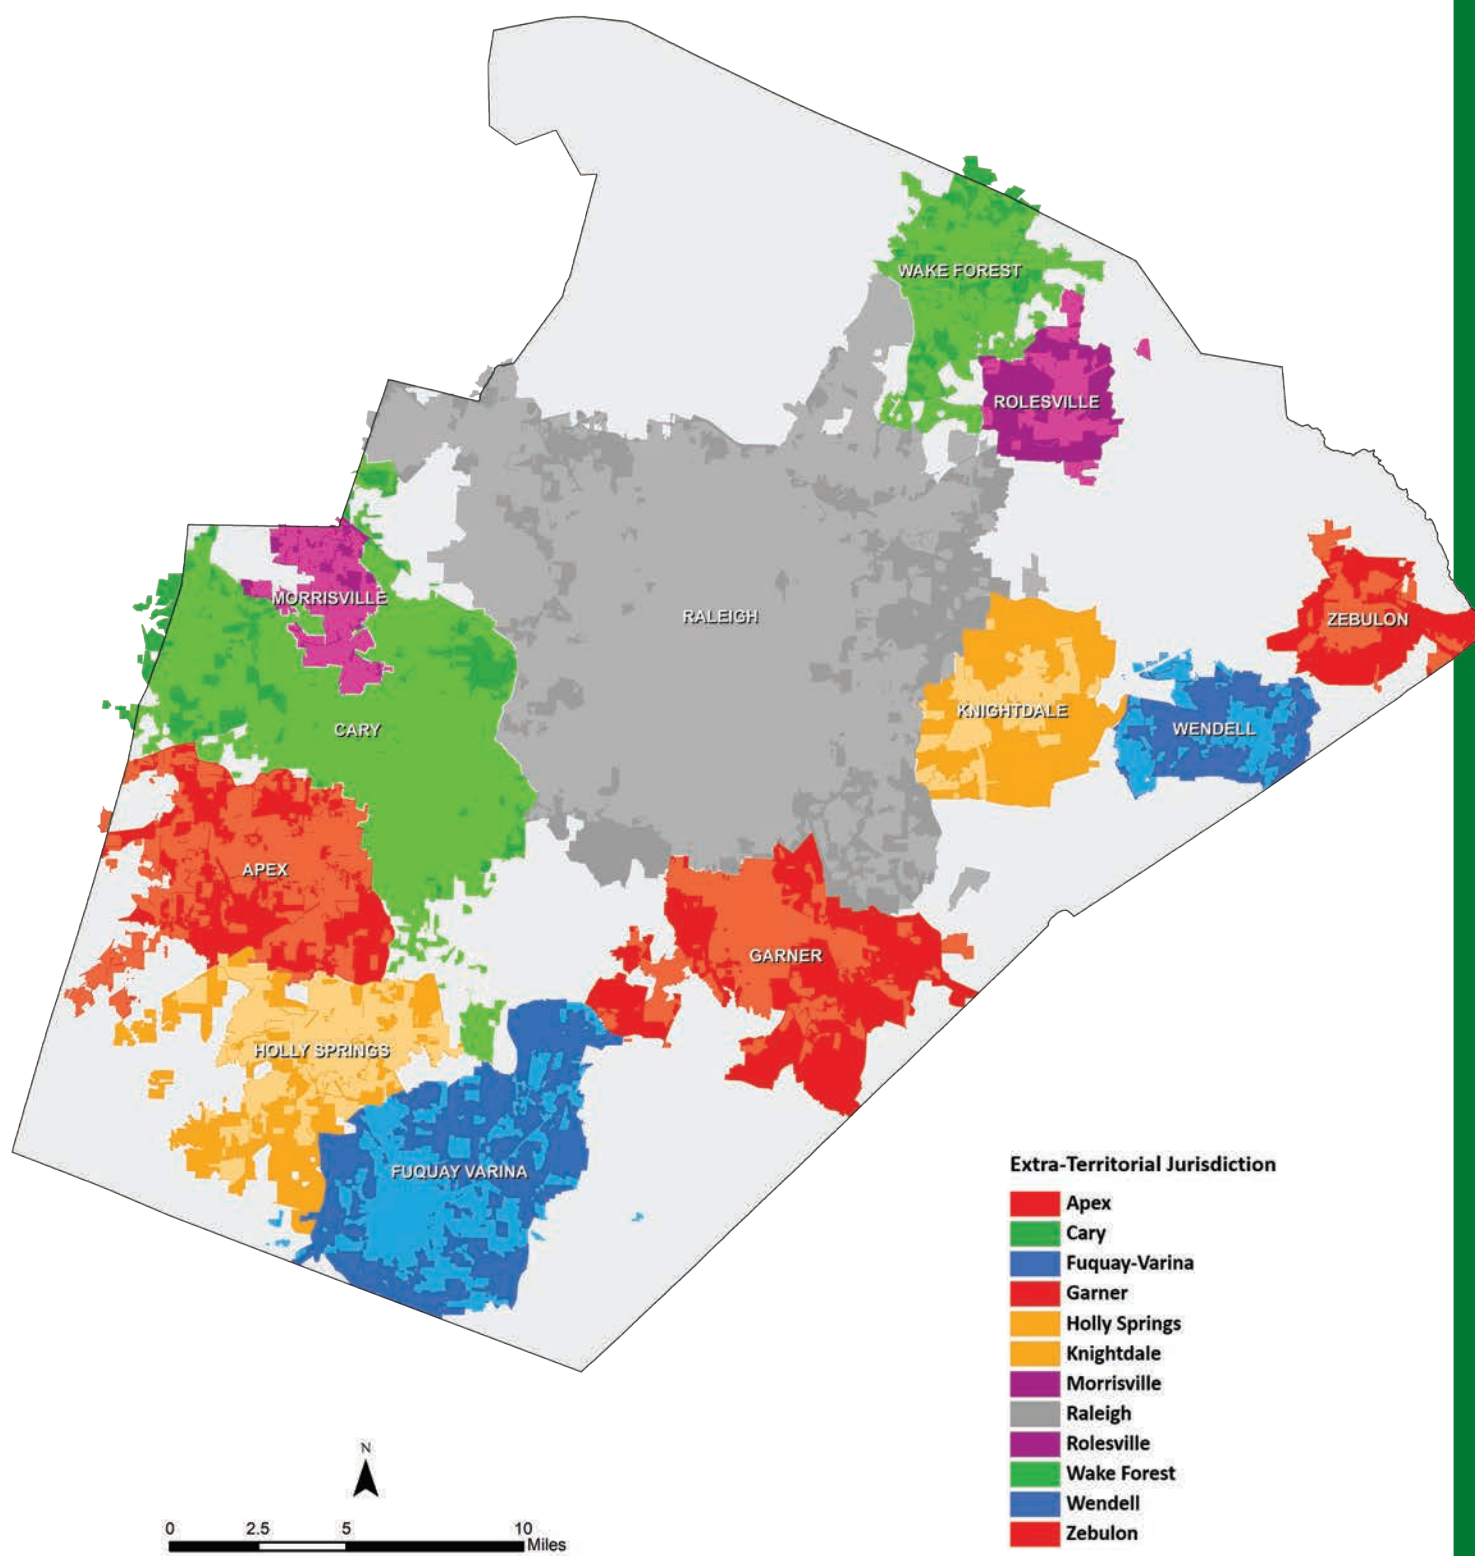 WAKE FOREST
ROLESVILLE
MORRISVILLE
RALEIGH
ZEBULON
KNIGHTDALE
WENDELL
CARY
APEX
GARNER
HOLLY SPRINGS
FUQUAY VARINA
Extra-Territorial Jurisdiction
Apex
Cary
Fuquay-Varina
Garner
Holly Springs
Knightdale
Morrisville
Raleigh
Rolesville
Wake Forest
Wendell
Zebulon
N
0 2.5 5 10
Miles